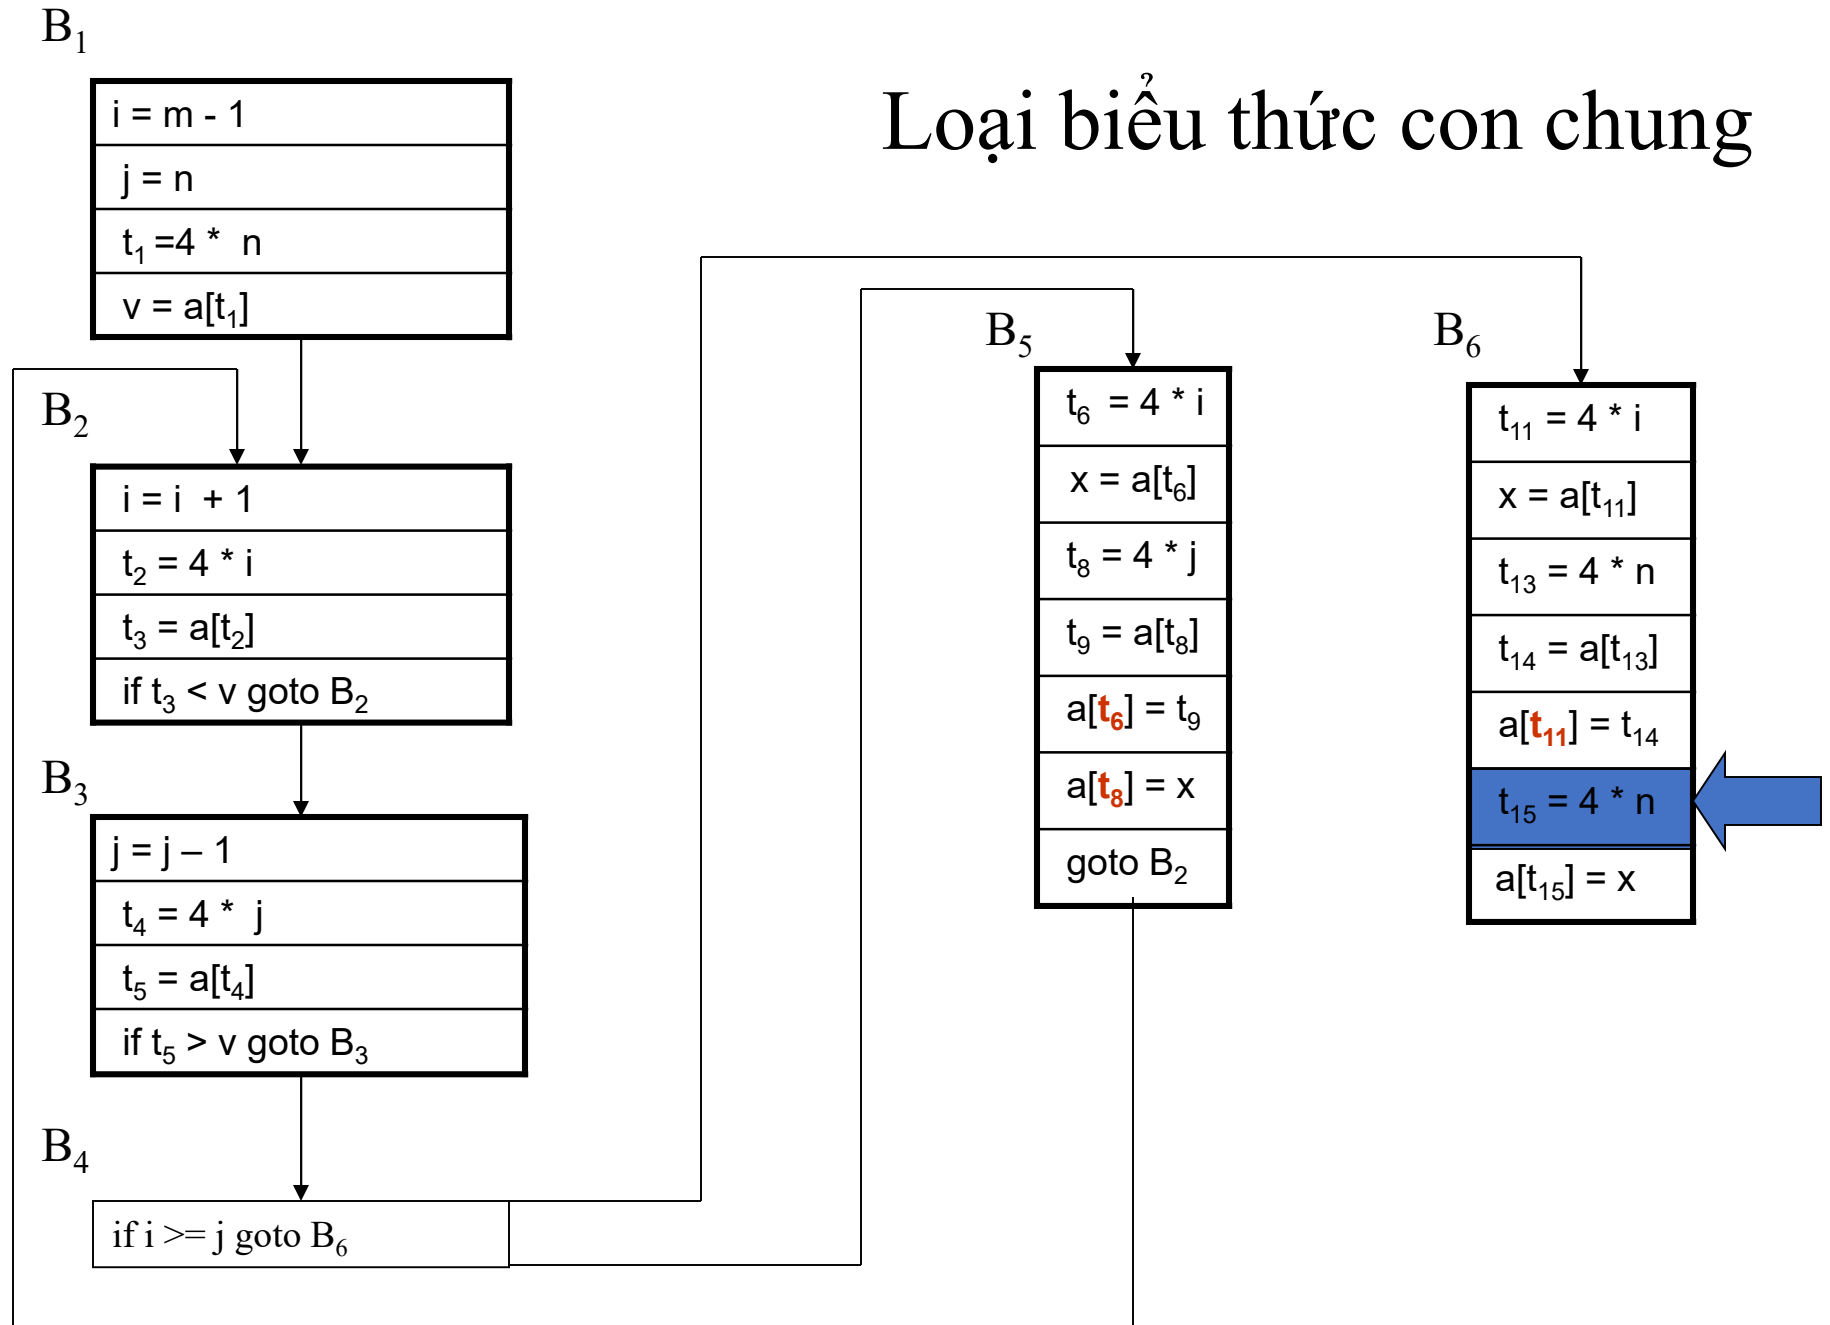 Loại biểu thức con chung
B₁
i = m - 1
j = n
t₁ =4 * n
v = a[t₁]
B₂
i = i + 1
t₂ = 4 * i
t₃ = a[t₂]
if t₃ < v goto B₂
B₃
j = j – 1
t₄ = 4 * j
t₅ = a[t₄]
if t₅ > v goto B₃
B₄
if i >= j goto B₆
B₅
t₆ = 4 * i
x = a[t₆]
t₈ = 4 * j
t₉ = a[t₈]
a[t₆] = t₉
a[t₈] = x
goto B₂
B₆
t₁₁ = 4 * i
x = a[t₁₁]
t₁₃ = 4 * n
t₁₄ = a[t₁₃]
a[t₁₁] = t₁₄
t₁₅ = 4 * n
a[t₁₅] = x